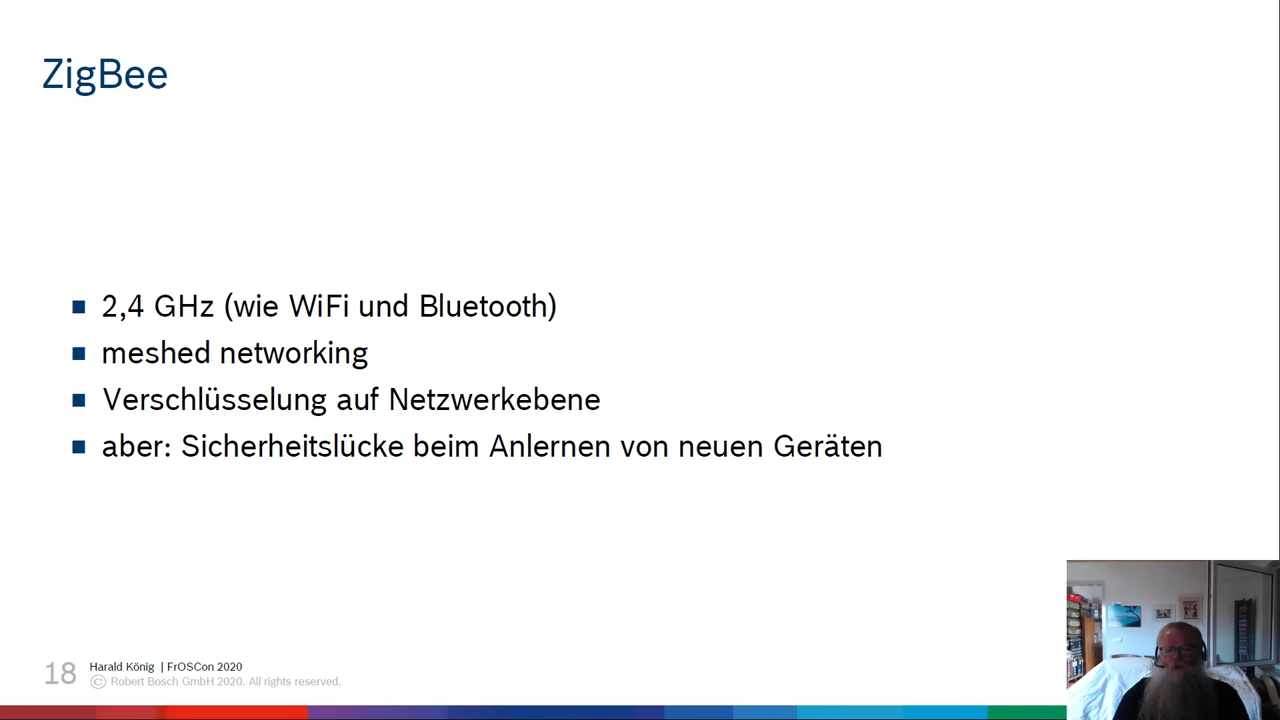 ZigBee
2,4 GHz (wie WiFi und Bluetooth)
meshed networking
Verschlüsselung auf Netzwerkebene
aber: Sicherheitslücke beim Anlernen von neuen Geräten
18
Harald König | FrOSCon 2020
© Robert Bosch GmbH 2020. All rights reserved.